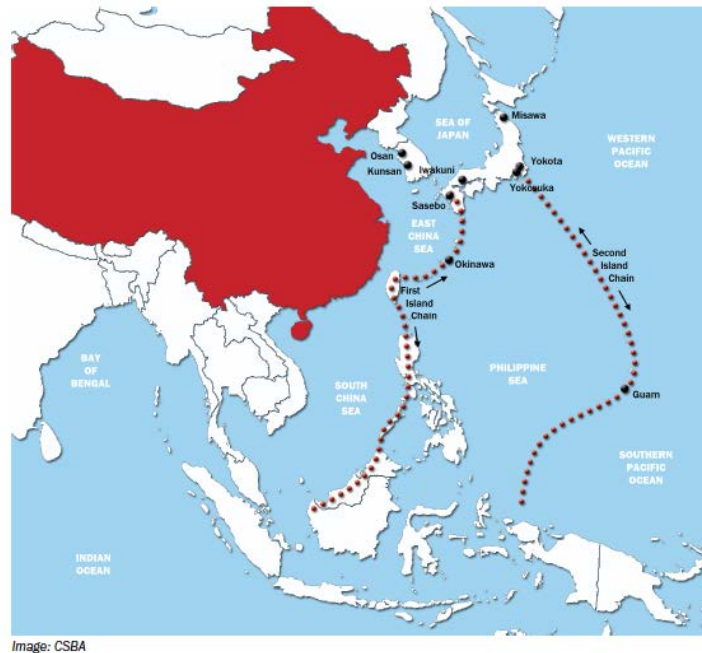 Misawa
SEA OF
JAPAN
WESTERN
PACIFIC
OCEAN
Osan
Kunsan
Iwakuni
Yokota
Yokosuka
Sasebo
EAST
CHINA
SEA
Okinawa
Second
Island
Chain
First
Island
Chain
BAY
OF
BENGAL
SOUTH
CHINA
SEA
PHILIPPINE
SEA
Guam
SOUTHERN
PACIFIC
OCEAN
INDIAN
OCEAN
Image: CSBA